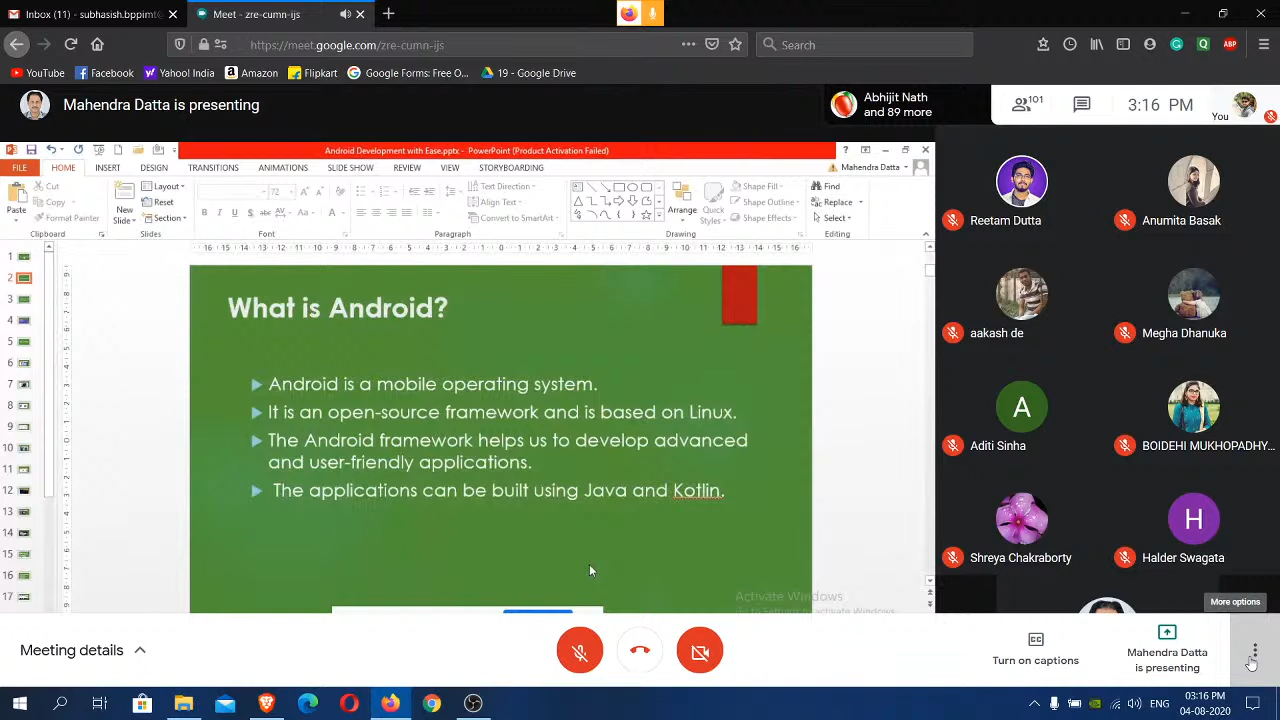 Inbox (11) - subhasish.bppimt@
Meet - zre-cumn-ijs
https://meet.google.com/zre-cumn-ijs
Search
YouTube
Facebook
Yahoo! India
Amazon
Flipkart
Google Forms: Free O...
19 - Google Drive
Mahendra Datta is presenting
Abhijit Nath
and 89 more
101
3:16 PM
You
Android Development with Ease.pptx - PowerPoint (Product Activation Failed)
FILE HOME INSERT DESIGN TRANSITIONS ANIMATIONS SLIDE SHOW REVIEW VIEW STORYBOARDING
Mahendra Datta
Paste
Cut
Copy
Format Painter
Clipboard
New
Slide
Layout
Reset
Section
Slides
72
Font
Text Direction
Align Text
Convert to SmartArt
Paragraph
Arrange
Quick
Styles
Shape Fill
Shape Outline
Shape Effects
Drawing
Find
Replace
Select
Editing
What is Android?
Android is a mobile operating system.
It is an open-source framework and is based on Linux.
The Android framework helps us to develop advanced
and user-friendly applications.
The applications can be built using Java and Kotlin.
Activate Windows
Reetam Dutta
Anumita Basak
aakash de
Megha Dhanuka
A
Aditi Sinha
BOIDEHI MUKHOPADHY...
Shreya Chakraborty
H
Halder Swagata
More options
Meeting details
Turn on captions
Mahendra Datta
is presenting
ENG
03:16 PM
04-08-2020